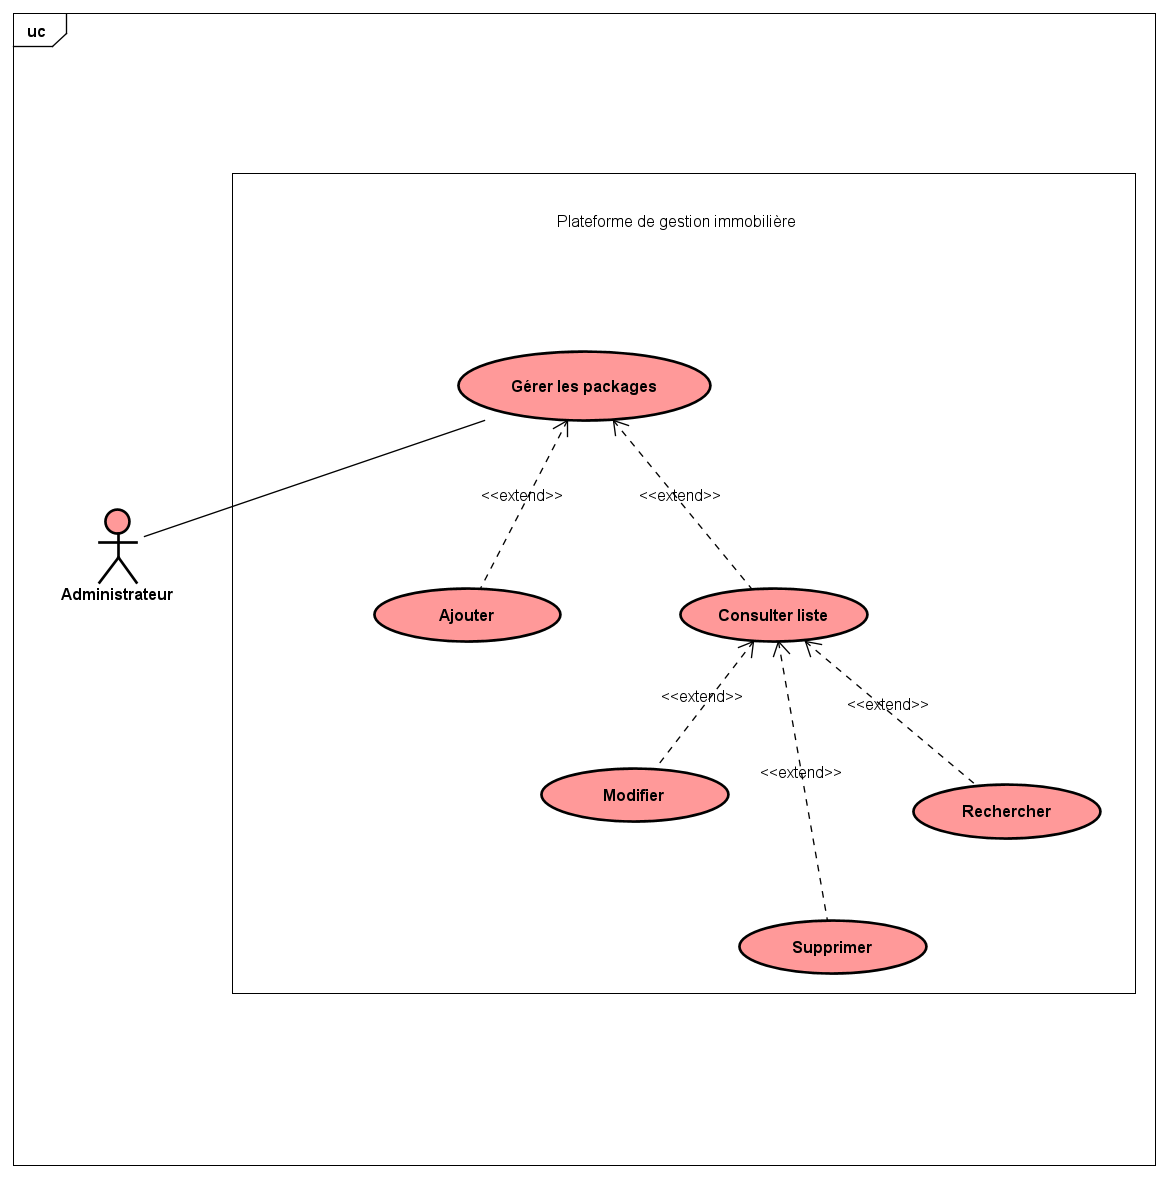 uc
Plateforme de gestion immobilière
Gérer les packages
<<extend>>
<<extend>>
Administrateur
Ajouter
Consulter liste
<<extend>>
<<extend>>
<<extend>>
Modifier
Rechercher
Supprimer